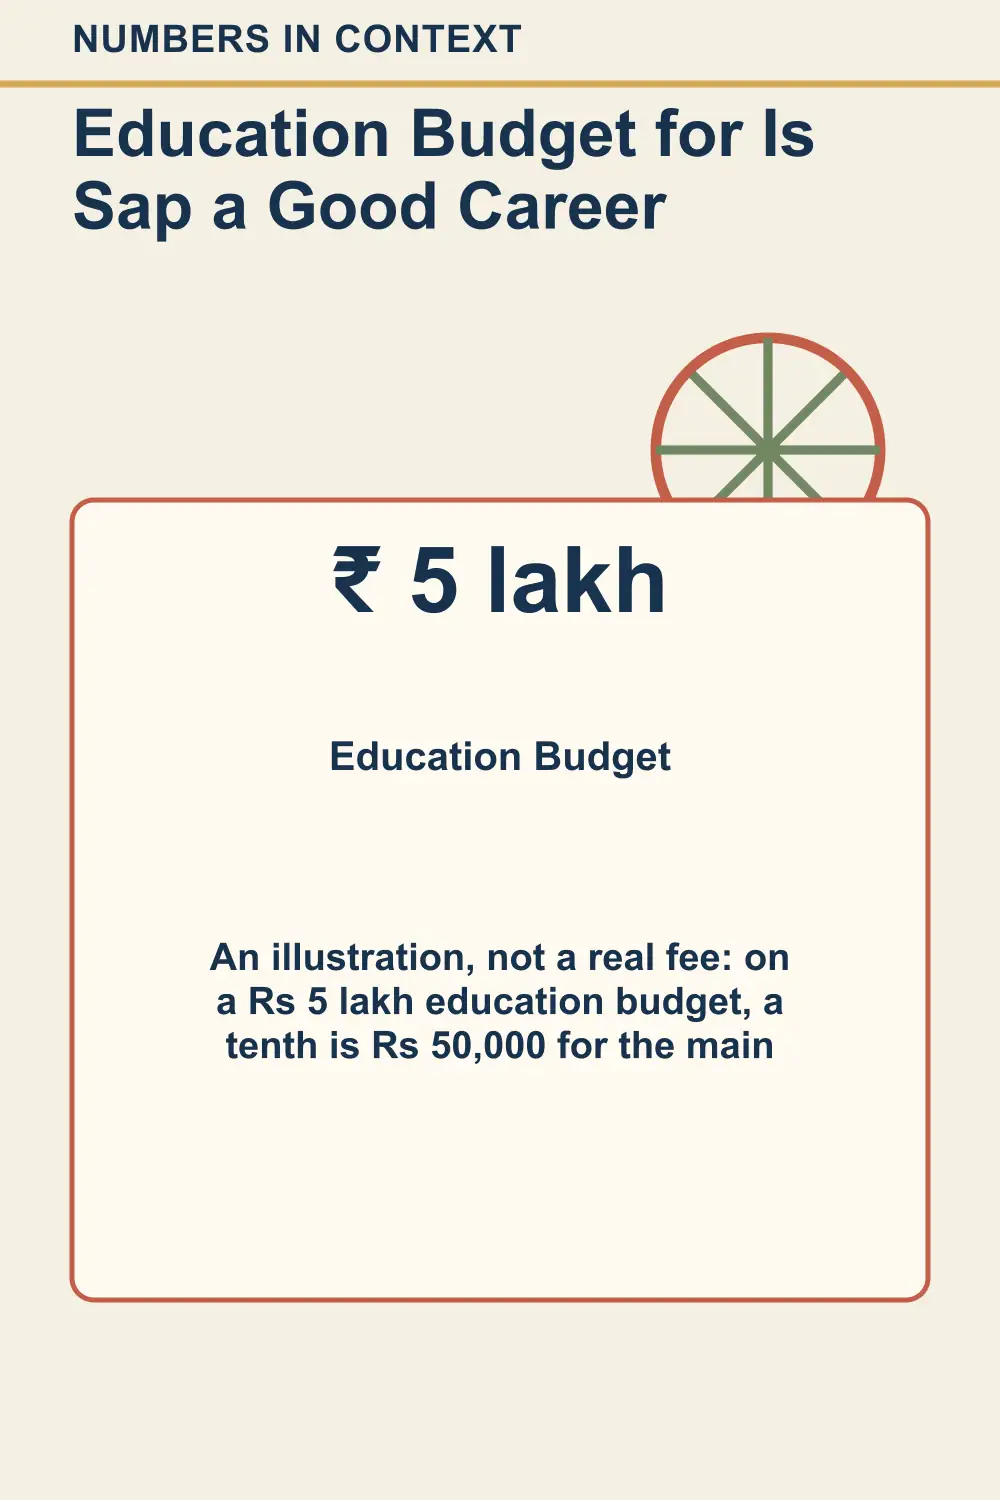 NUMBERS IN CONTEXT
Education Budget for Is
Sap a Good Career
₹ 5 lakh
Education Budget
An illustration, not a real fee: on
a Rs 5 lakh education budget, a
tenth is Rs 50,000 for the main